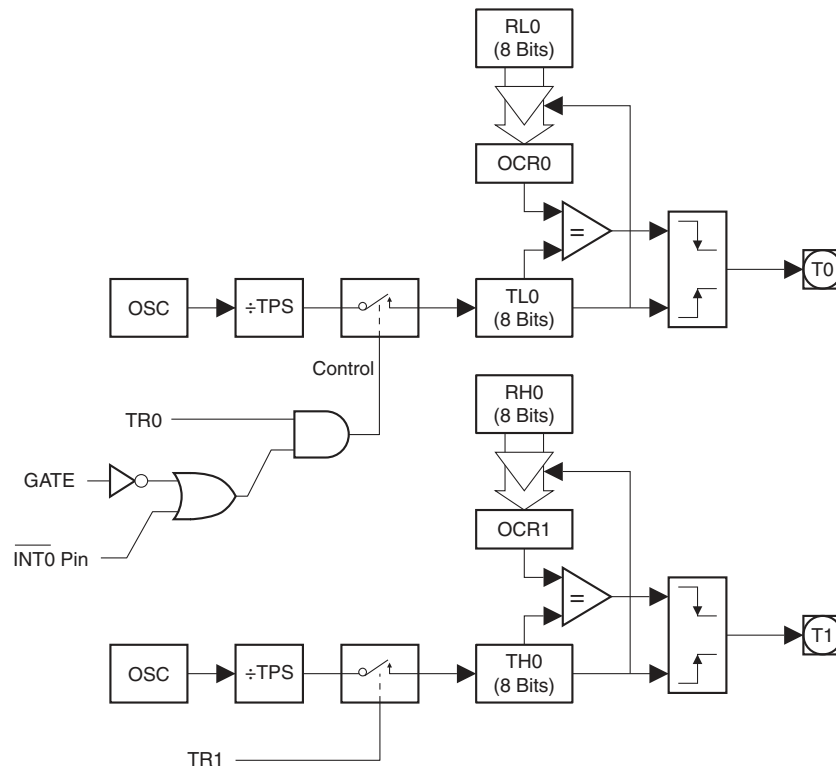 RL0
(8 Bits)
OCR0
=
OSC
÷TPS
TL0
(8 Bits)
T0
Control
TR0
GATE
INT0 Pin
RH0
(8 Bits)
OCR1
=
OSC
÷TPS
TH0
(8 Bits)
T1
TR1